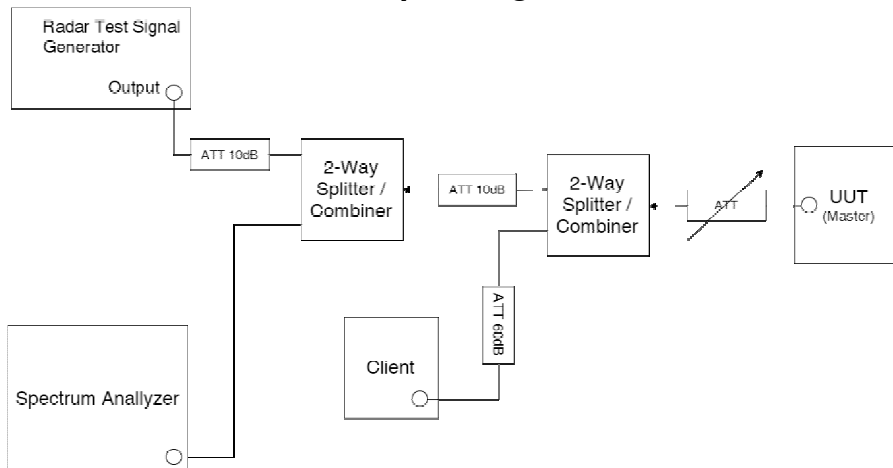 Radar Test Signal
Generator
Output
ATT 10dB
2-Way
Splitter /
Combiner
ATT 10dB
2-Way
Splitter /
Combiner
ATT
UUT
(Master)
ATT 60dB
Client
Spectrum Anallyzer